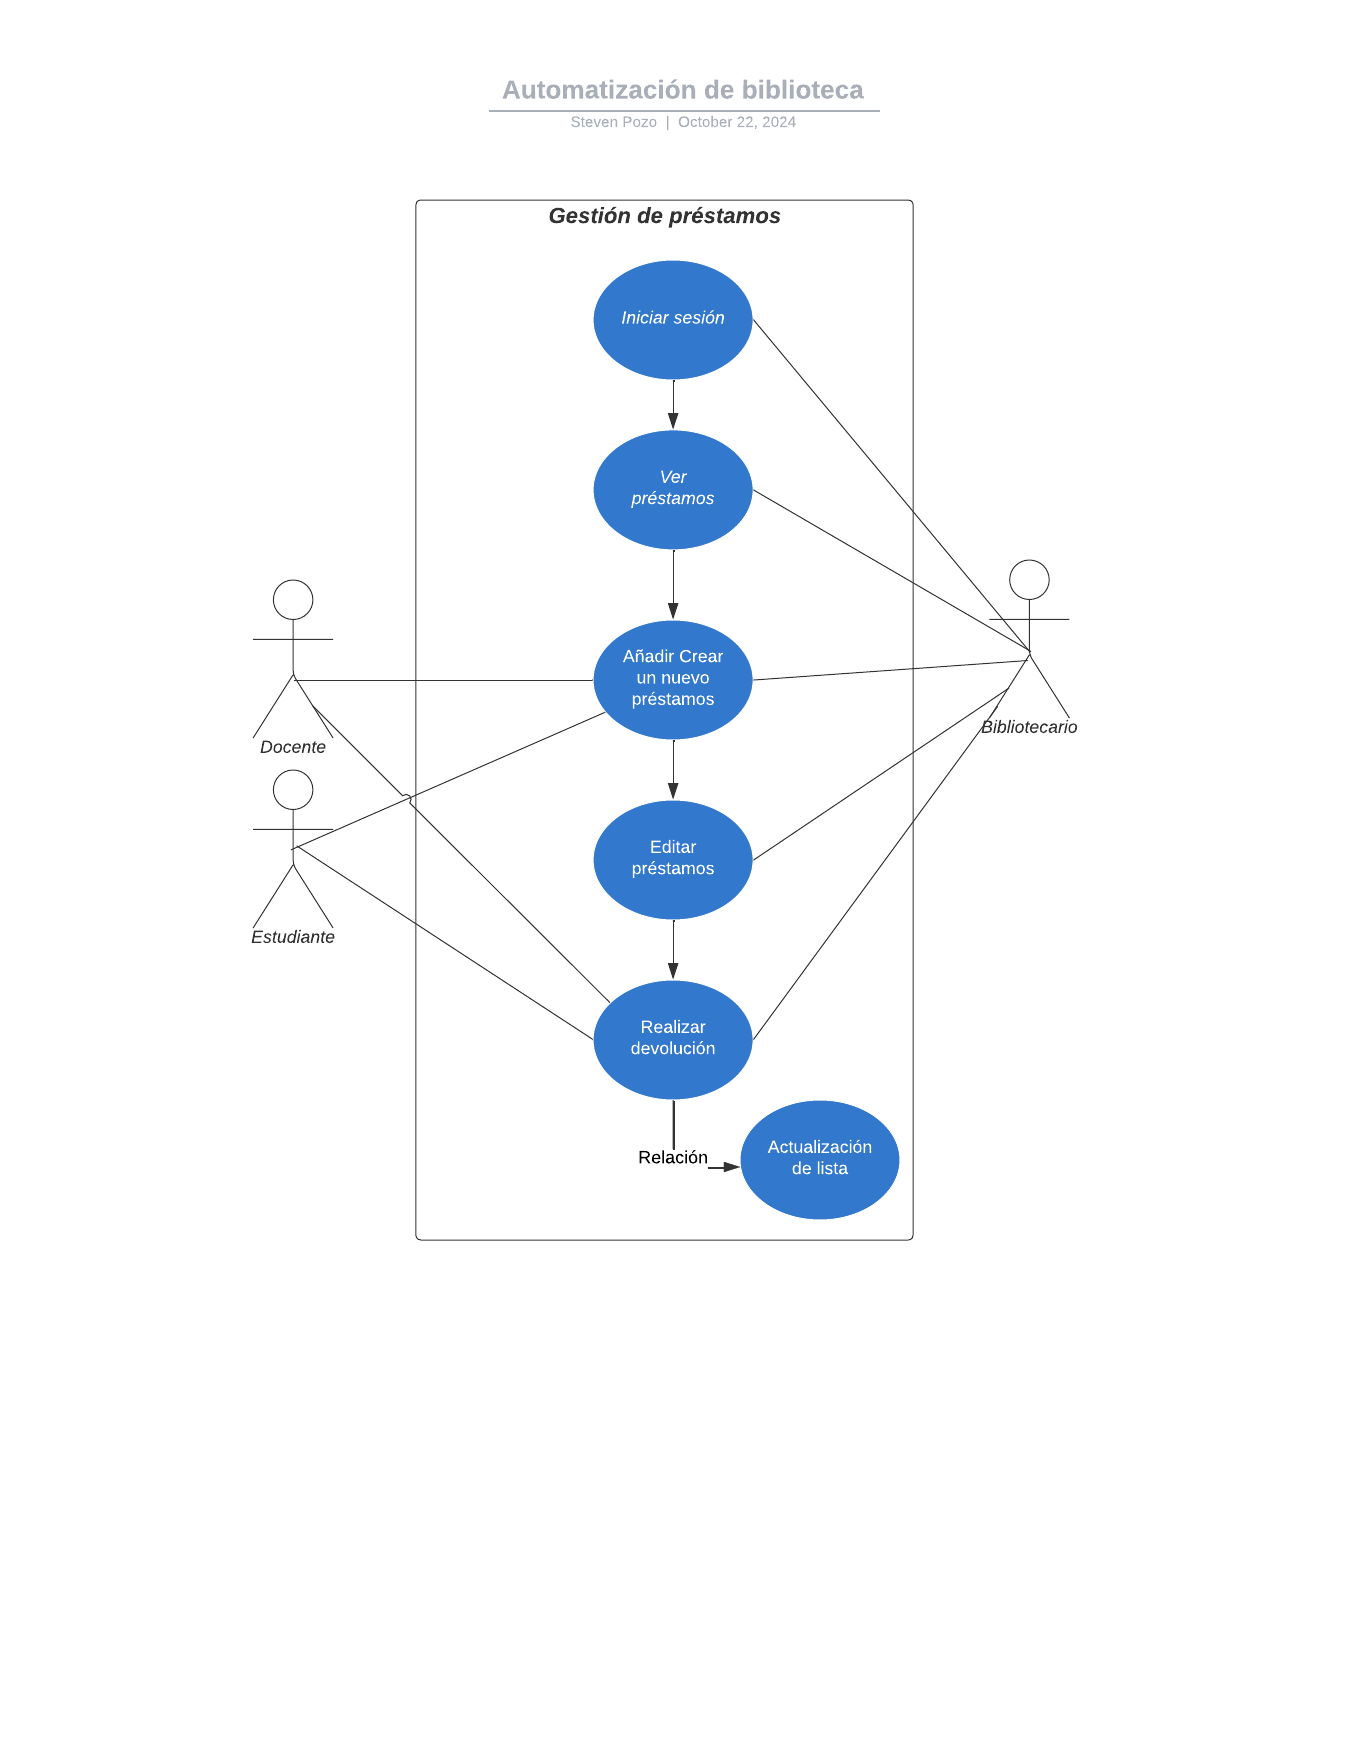 Automatización de biblioteca
Steven Pozo | October 22, 2024
Gestión de préstamos
Iniciar sesión
Ver
préstamos
Añadir Crear
un nuevo
préstamos
Docente
Bibliotecario
Editar
préstamos
Estudiante
Realizar
devolución
Relación
Actualización
de lista